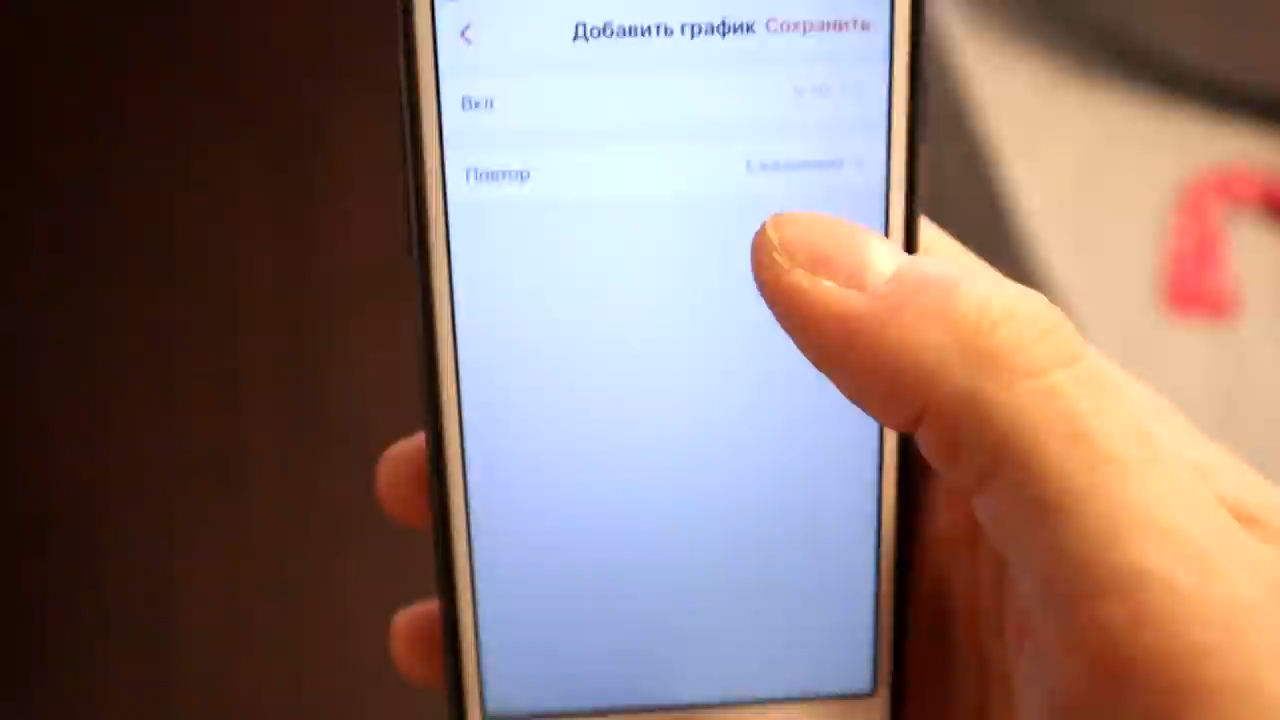 Добавить график Сохранить
Вкл
Повтор